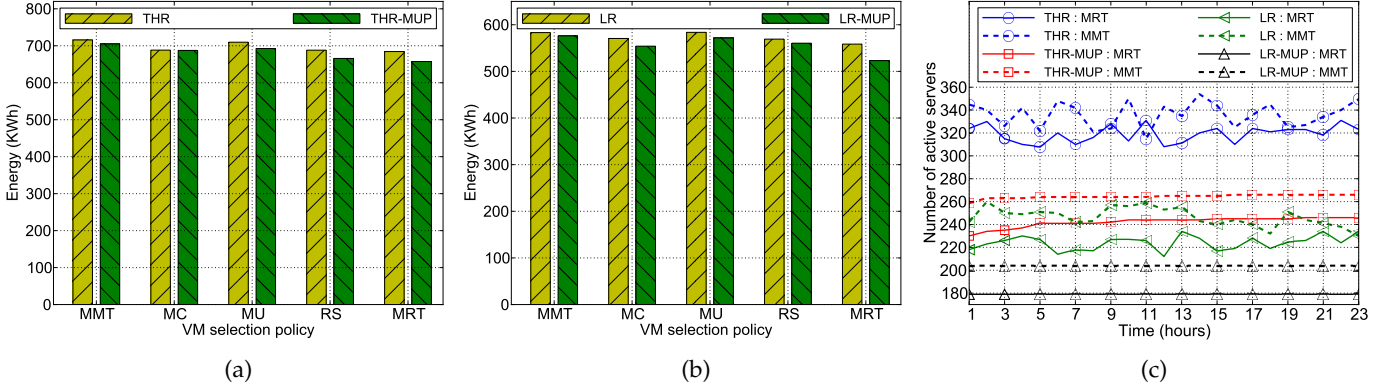 THR
THR-MUP
800
700
600
500
400
300
200
100
0
Energy (KWh)
MMT
MC
MU
RS
MRT
VM selection policy
(a)
LR
LR-MUP
600
500
400
300
200
100
0
Energy (KWh)
MMT
MC
MU
RS
MRT
VM selection policy
(b)
THR : MRT
THR : MMT
THR-MUP : MRT
THR-MUP : MMT
LR : MRT
LR : MMT
LR-MUP : MRT
LR-MUP : MMT
360
340
320
300
280
260
240
220
200
180
Number of active servers
1 3 5 7 9 11 13 15 17 19 21 23
Time (hours)
(c)